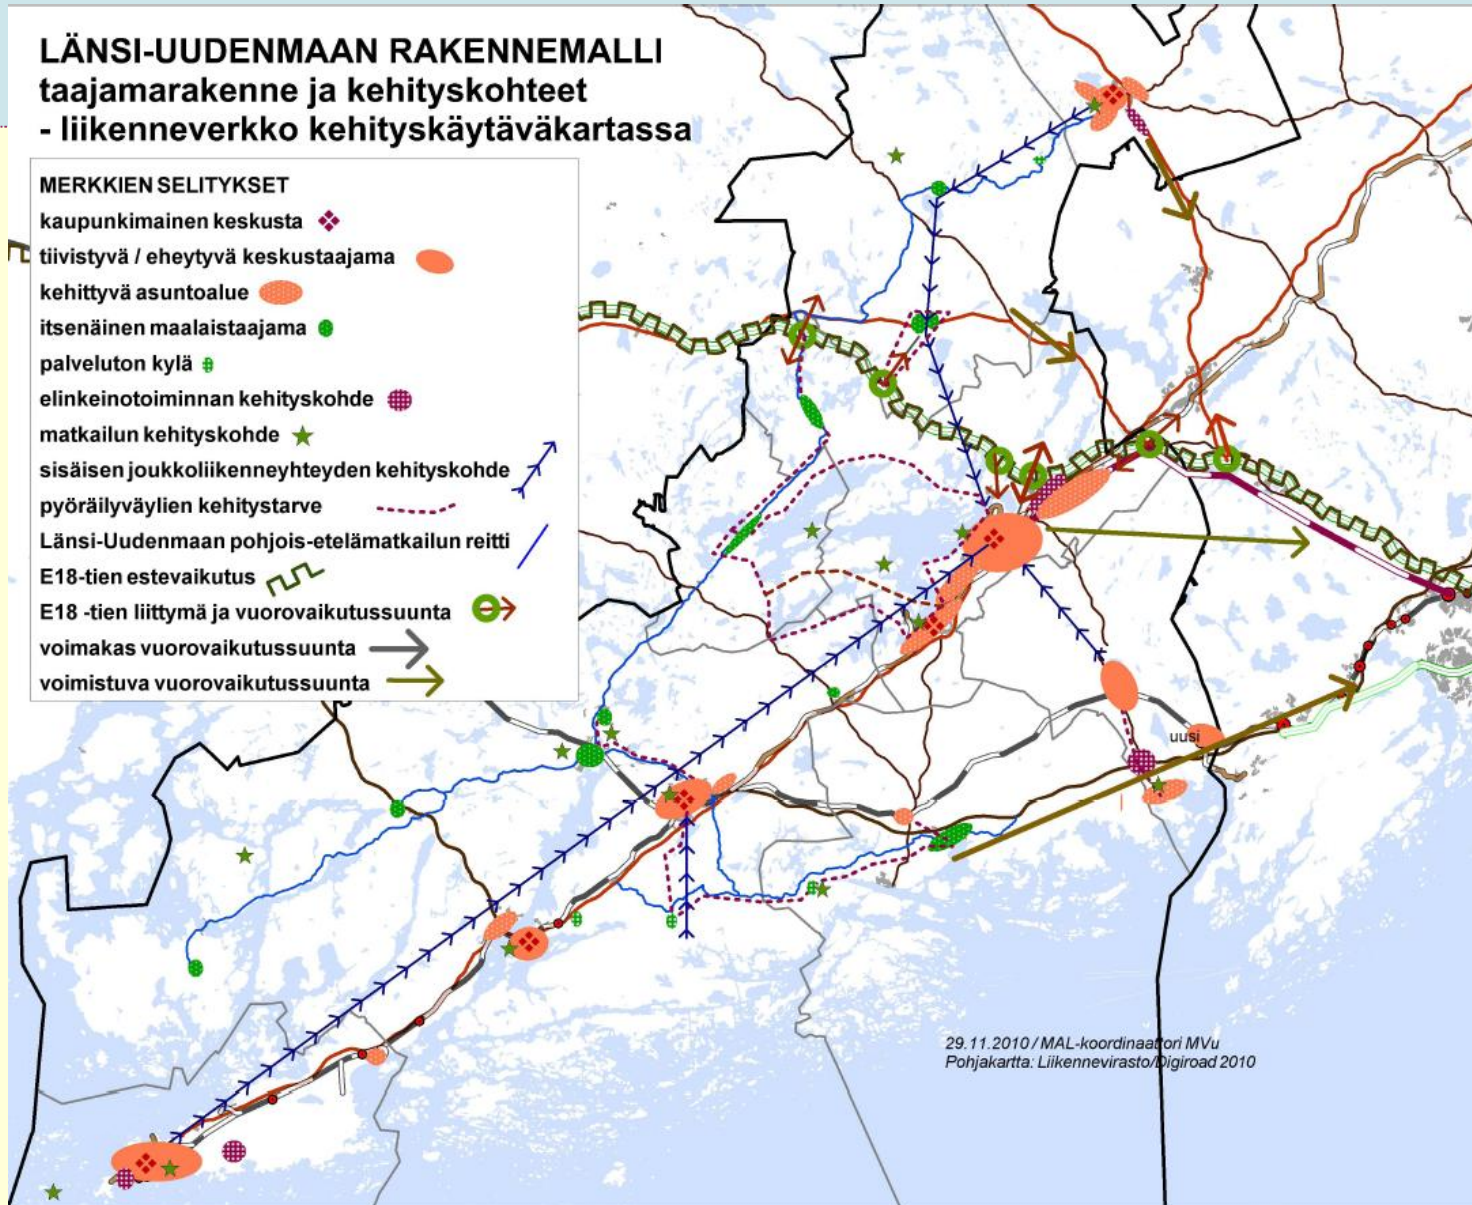 LÄNSI-UUDENMAAN RAKENNEMALLI
taajamarakenne ja kehityskohteet
- liikenneverkko kehityskäytäväkartassa
MERKKIEN SELITYKSET
kaupunkimainen keskusta
tiivistyvä / eheytyvä keskustaajama
kehittyvä asuntoalue
itsenäinen maalaistaajama
palveluton kylä
elinkeinotoiminnan kehityskohde
matkailun kehityskohde
sisäisen joukkoliikenneyhteyden kehityskohde
pyöräilyväylien kehitystarve
Länsi-Uudenmaan pohjois-etelämatkailun reitti
E18-tien estevaikutus
E18 -tien liittymä ja vuorovaikutussuunta
voimakas vuorovaikutussuunta
voimistuva vuorovaikutussuunta
uusi
29.11.2010 / MAL-koordinaattori MVu
Pohjakartta: Liikennevirasto/Digiroad 2010